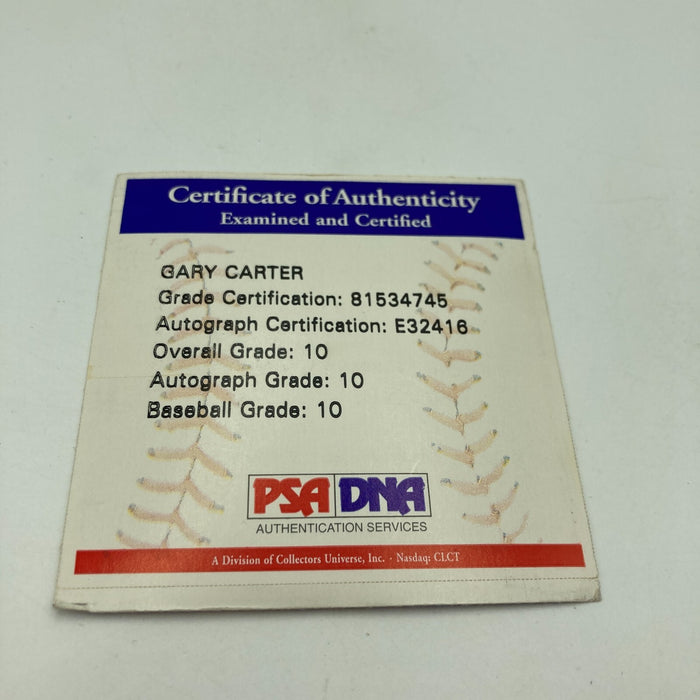 Certificate of Authenticity
Examined and Certified
GARY CARTER
Grade Certification: 81534745
Autograph Certification: E32416
Overall Grade: 10
Autograph Grade: 10
Baseball Grade: 10
PSA DNA
AUTHENTICATION SERVICES
A Division of Collectors Universe, Inc. · Nasdaq: CLCT